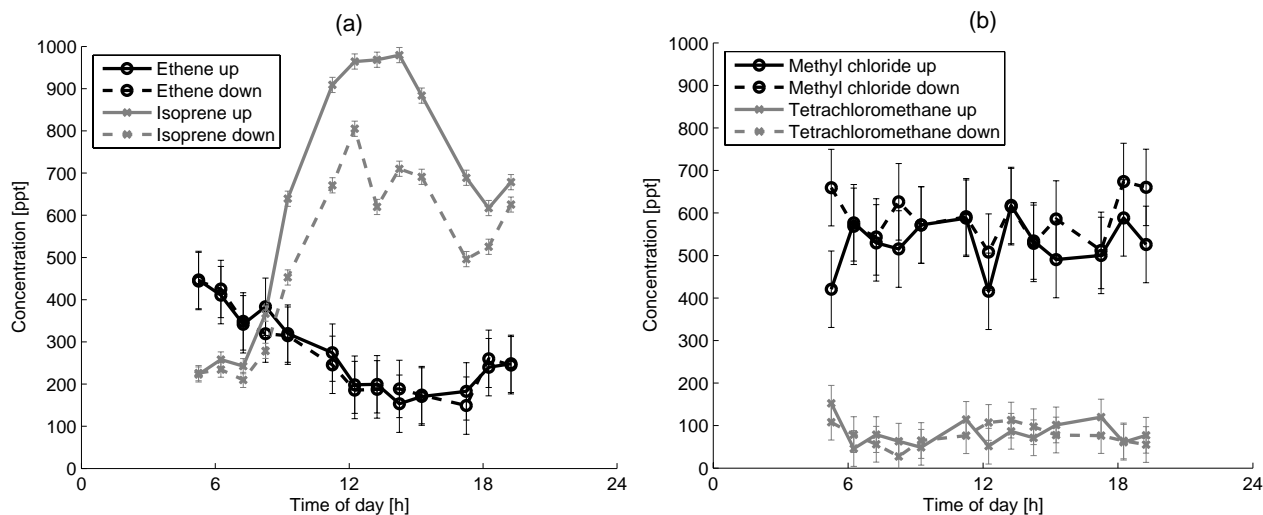 (a)
1000
900
800
700
600
500
400
300
200
100
0
0
6
12
18
24
Concentration [ppt]
Time of day [h]
Ethene up
Ethene down
Isoprene up
Isoprene down
(b)
1000
900
800
700
600
500
400
300
200
100
0
0
6
12
18
24
Concentration [ppt]
Time of day [h]
Methyl chloride up
Methyl chloride down
Tetrachloromethane up
Tetrachloromethane down